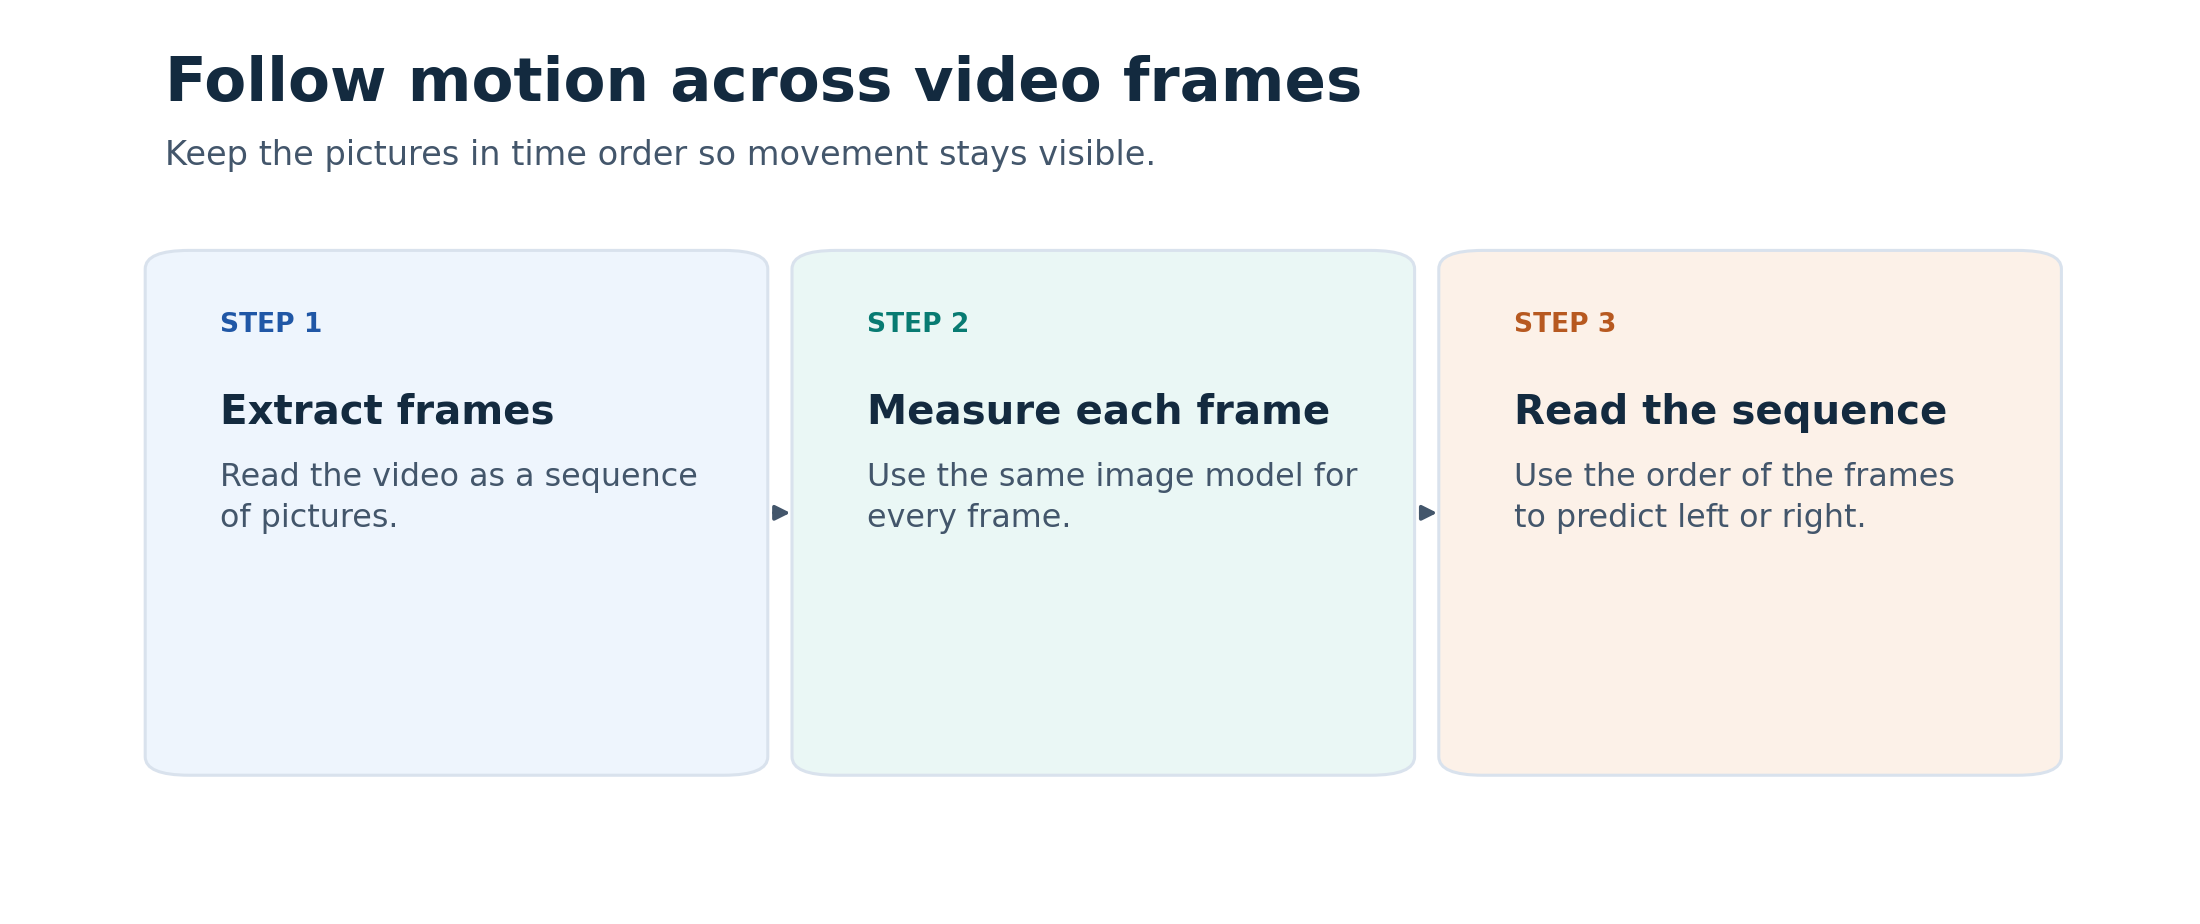 Follow motion across video frames
Keep the pictures in time order so movement stays visible.
STEP 1
Extract frames
Read the video as a sequence
of pictures.
STEP 2
Measure each frame
Use the same image model for
every frame.
STEP 3
Read the sequence
Use the order of the frames
to predict left or right.